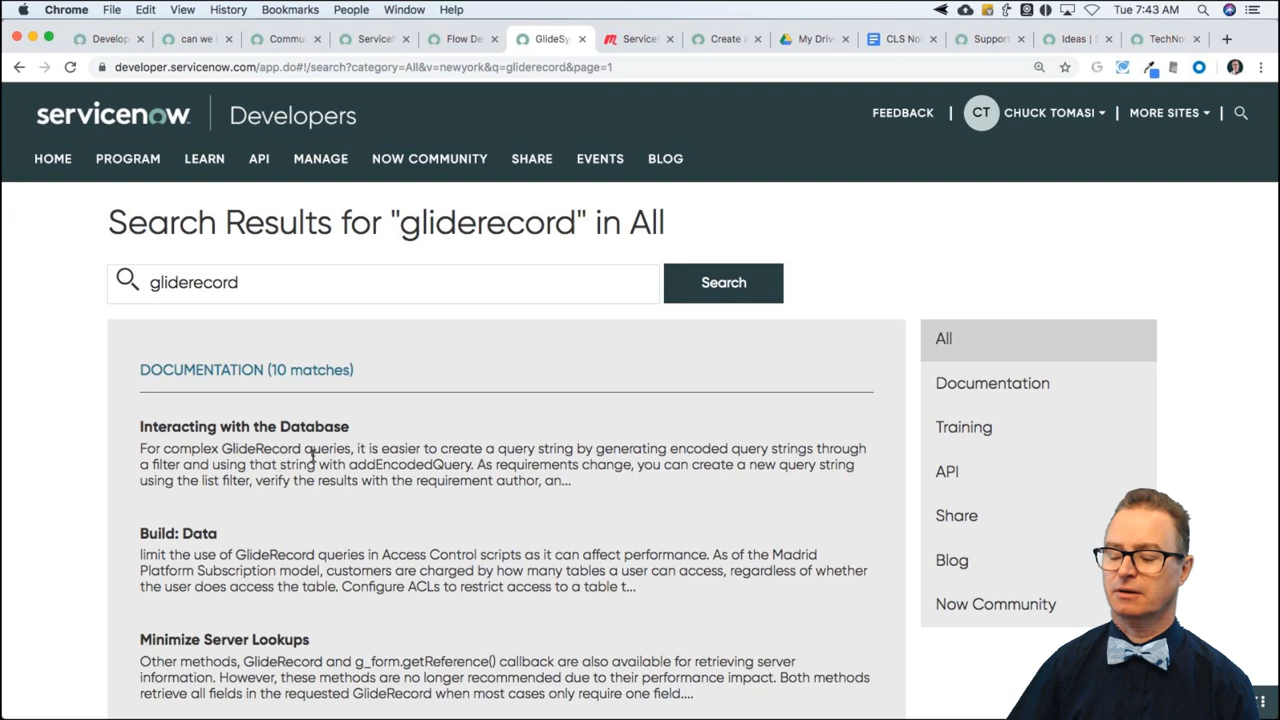 Chrome File Edit View History Bookmarks People Window Help Tue 7:43 AM
Develop can we Commu ServiceN Flow De GlideSy ServiceN Create a My Driv CLS Not Support Ideas | S TechNo
developer.servicenow.com/app.do#!/search?category=All&v=newyork&q=gliderecord&page=1
servicenow Developers FEEDBACK CT CHUCK TOMASI MORE SITES
HOME PROGRAM LEARN API MANAGE NOW COMMUNITY SHARE EVENTS BLOG
Search Results for "gliderecord" in All
gliderecord Search
All
DOCUMENTATION (10 matches)
Documentation
Interacting with the Database
Training
For complex GlideRecord queries, it is easier to create a query string by generating encoded query strings through
a filter and using that string with addEncodedQuery. As requirements change, you can create a new query string
API
using the list filter, verify the results with the requirement author, an...
Share
Build: Data
limit the use of GlideRecord queries in Access Control scripts as it can affect performance. As of the Madrid
Blog
Platform Subscription model, customers are charged by how many tables a user can access, regardless of whether
the user does access the table. Configure ACLs to restrict access to a table t...
Now Community
Minimize Server Lookups
Other methods, GlideRecord and g_form.getReference() callback are also available for retrieving server
information. However, these methods are no longer recommended due to their performance impact. Both methods
retrieve all fields in the requested GlideRecord when most cases only require one field....